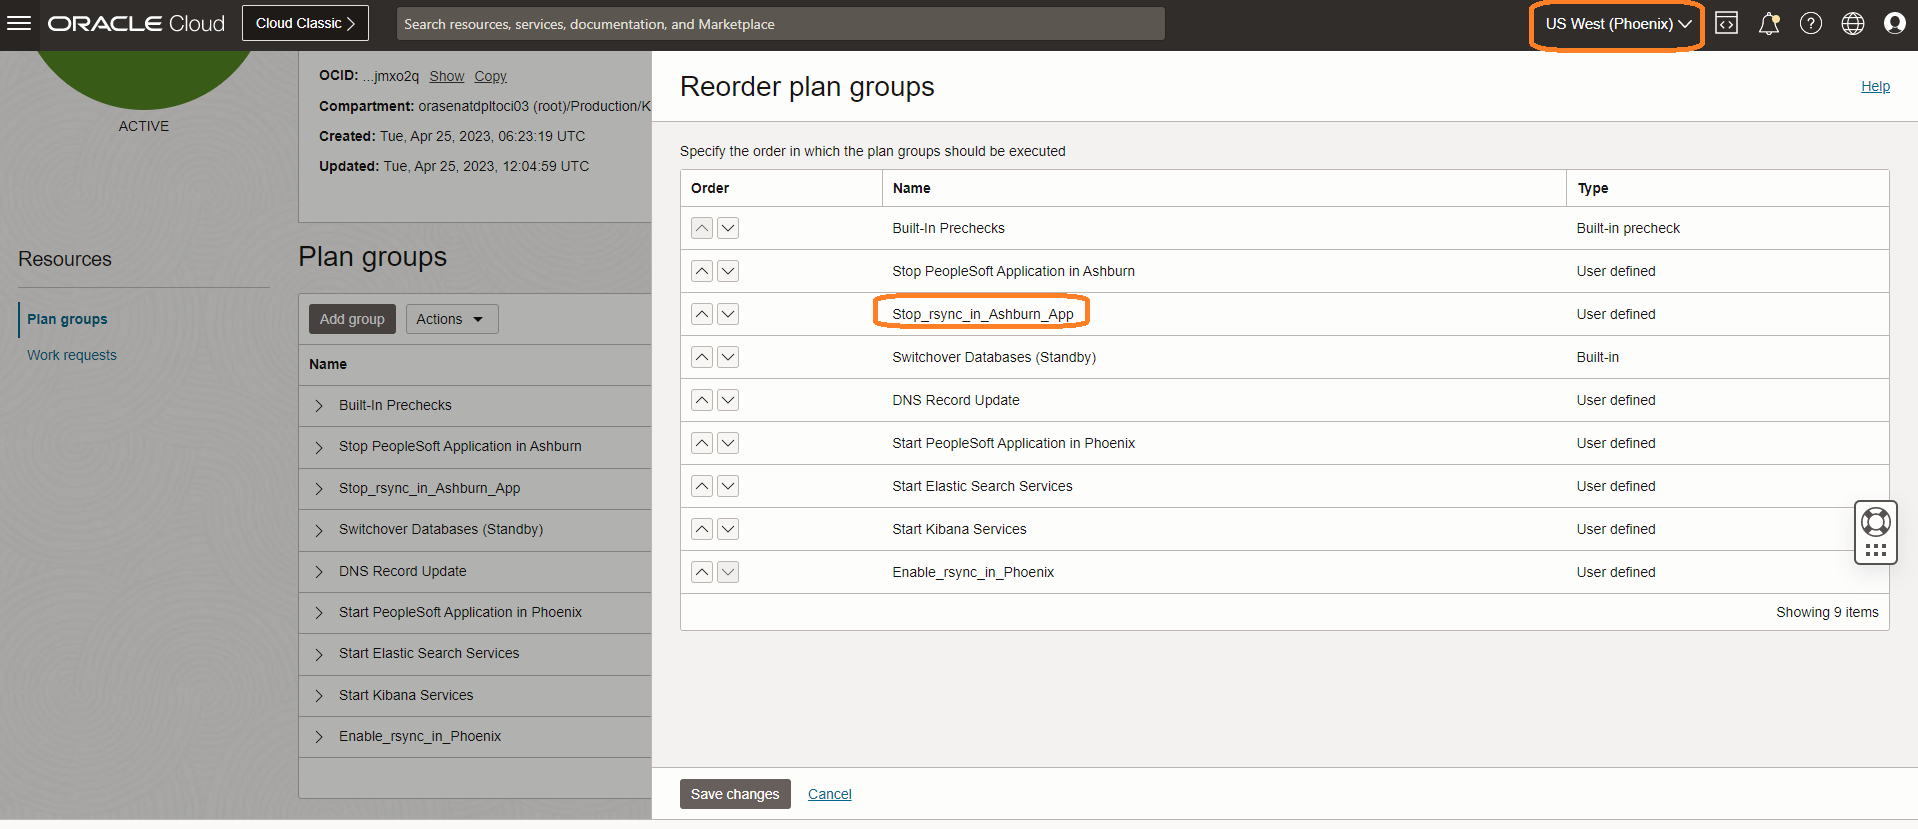 ORACLE Cloud
Cloud Classic
Search resources, services, documentation, and Marketplace
US West (Phoenix)
ACTIVE
OCID: ...jmxo2q Show Copy
Compartment: orasenatdpltoci03 (root)/Production/K
Created: Tue, Apr 25, 2023, 06:23:19 UTC
Updated: Tue, Apr 25, 2023, 12:04:59 UTC
Resources
Plan groups
Work requests
Plan groups
Add group Actions
Name
Built-In Prechecks
Stop PeopleSoft Application in Ashburn
Stop_rsync_in_Ashburn_App
Switchover Databases (Standby)
DNS Record Update
Start PeopleSoft Application in Phoenix
Start Elastic Search Services
Start Kibana Services
Enable_rsync_in_Phoenix
Reorder plan groups
Help
Specify the order in which the plan groups should be executed
Order Name Type
Built-In Prechecks Built-in precheck
Stop PeopleSoft Application in Ashburn User defined
Stop_rsync_in_Ashburn_App User defined
Switchover Databases (Standby) Built-in
DNS Record Update User defined
Start PeopleSoft Application in Phoenix User defined
Start Elastic Search Services User defined
Start Kibana Services User defined
Enable_rsync_in_Phoenix User defined
Showing 9 items
Save changes Cancel